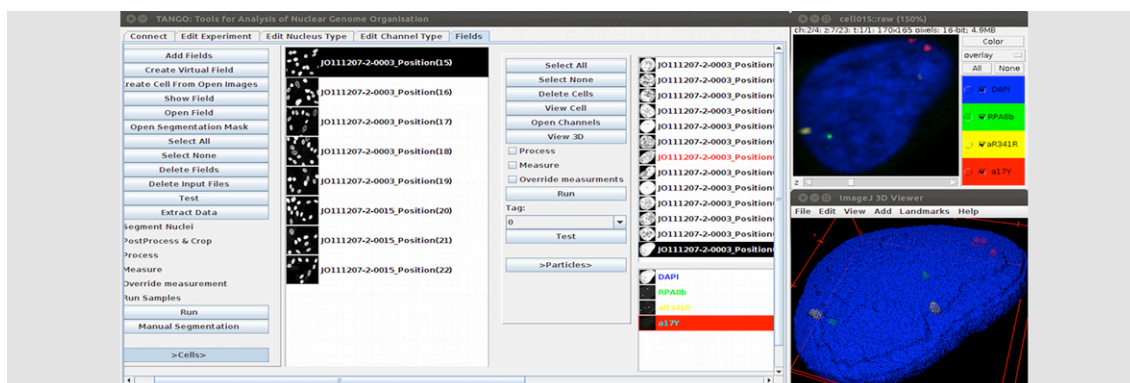 TANGO: Tools for Analysis of Nuclear Genome Organisation
Connect
Edit Experiment
Edit Nucleus Type
Edit Channel Type
Fields
Add Fields
Create Virtual Field
reate Cell From Open Images
Show Field
Open Field
Open Segmentation Mask
Select All
Select None
Delete Fields
Delete Input Files
Test
Extract Data
Segment Nuclei
PostProcess & Crop
Process
Measure
Override measurement
Run Samples
Run
Manual Segmentation
>Cells>
JO111207-2-0003_Position(15)
JO111207-2-0003_Position(16)
JO111207-2-0003_Position(17)
JO111207-2-0003_Position(18)
JO111207-2-0003_Position(19)
JO111207-2-0015_Position(20)
JO111207-2-0015_Position(21)
JO111207-2-0015_Position(22)
Select All
Select None
Delete Cells
View Cell
Open Channels
View 3D
Process
Measure
Override measurments
Run
Tag:
0
Test
>Particles>
JO111207-2-0003_Position
JO111207-2-0003_Position
JO111207-2-0003_Position
JO111207-2-0003_Position
JO111207-2-0003_Position
JO111207-2-0003_Position
JO111207-2-0003_Position
JO111207-2-0003_Position
JO111207-2-0003_Position
JO111207-2-0003_Position
JO111207-2-0003_Position
JO111207-2-0003_Position
JO111207-2-0003_Position
DAPI
RPA8b
aR341R
a17Y
cell015::raw (150%)
ch:2/4; z:7/23; t:1/1; 170x165 pixels; 16-bit; 4.9MB
Color
overlay
All
None
DAPI
RPA8b
aR341R
a17Y
z
ImageJ 3D Viewer
File Edit View Add Landmarks Help